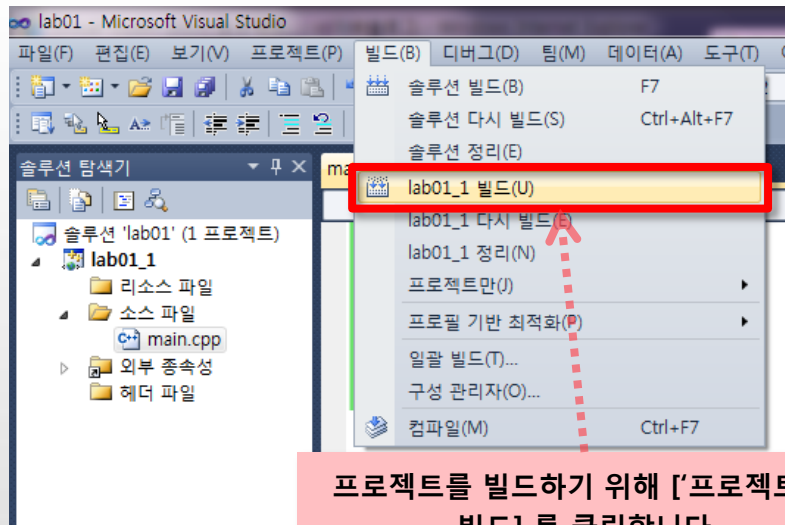 lab01 - Microsoft Visual Studio
파일(F) 편집(E) 보기(V) 프로젝트(P) 빌드(B) 디버그(D) 팀(M) 데이터(A) 도구(T)
솔루션 빌드(B) F7
솔루션 다시 빌드(S) Ctrl+Alt+F7
솔루션 정리(E)
lab01_1 빌드(U)
lab01_1 다시 빌드(E)
lab01_1 정리(N)
프로젝트만(J)
프로필 기반 최적화(P)
일괄 빌드(T)...
구성 관리자(O)...
컴파일(M) Ctrl+F7
솔루션 탐색기
솔루션 'lab01' (1 프로젝트)
lab01_1
리소스 파일
소스 파일
main.cpp
외부 종속성
헤더 파일
프로젝트를 빌드하기 위해 ['프로젝트
빌드] 를 클릭합니다